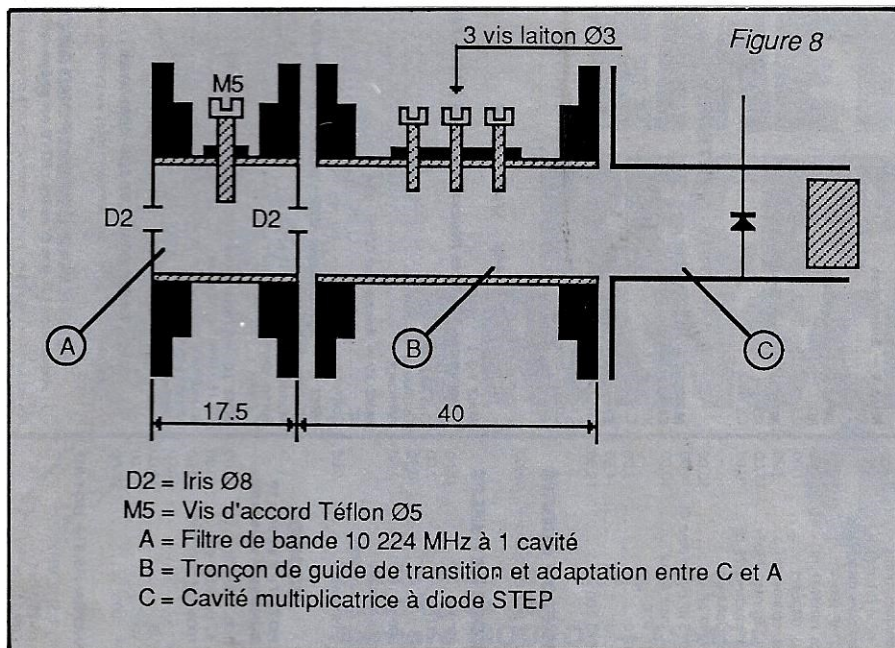 3 vis laiton Ø3
Figure 8
M5
D2
D2
A
B
C
17.5
40
D2 = Iris Ø8
M5 = Vis d'accord Téflon Ø5
A = Filtre de bande 10 224 MHz à 1 cavité
B = Tronçon de guide de transition et adaptation entre C et A
C = Cavité multiplicatrice à diode STEP